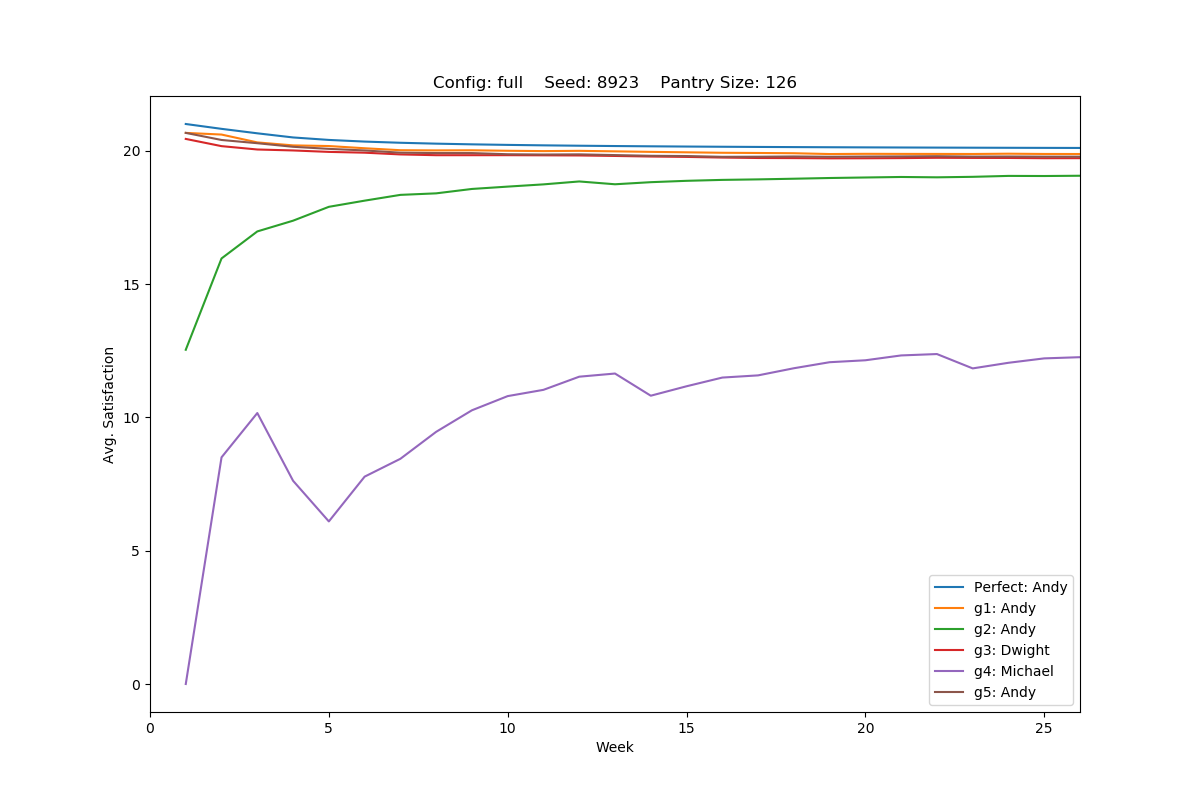 Config: full    Seed: 8923    Pantry Size: 126
20
15
10
5
0
Avg. Satisfaction
0 5 10 15 20 25
Week
Perfect: Andy
g1: Andy
g2: Andy
g3: Dwight
g4: Michael
g5: Andy